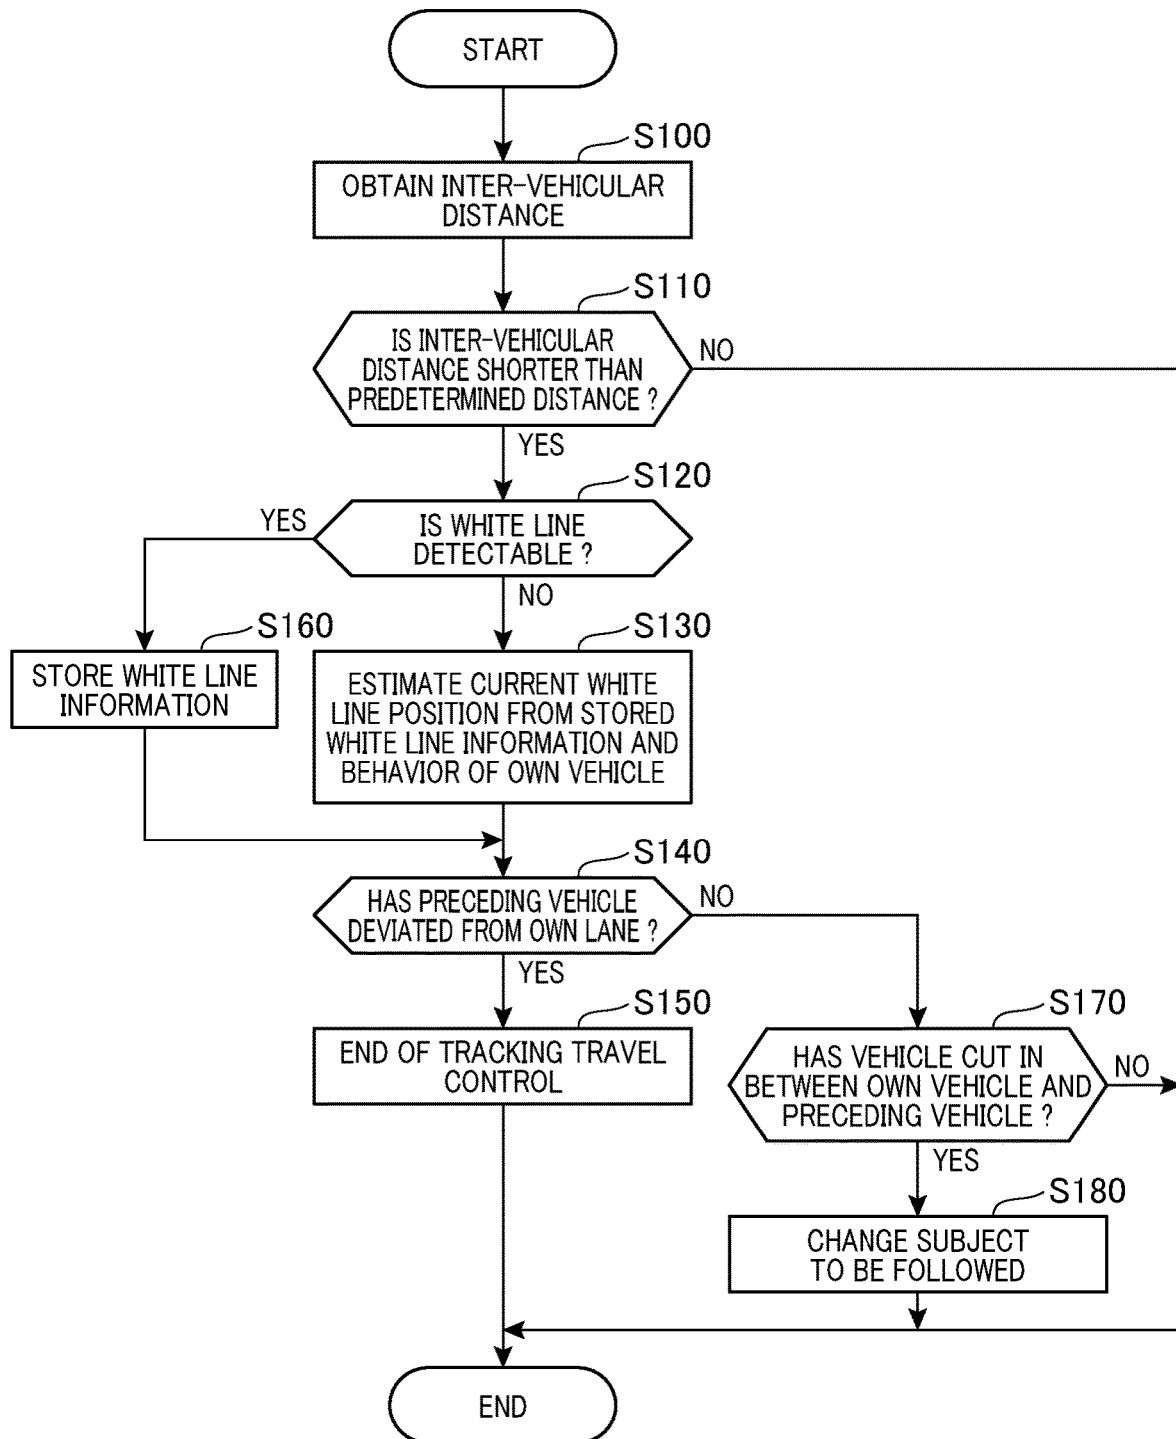 START
S100
OBTAIN INTER-VEHICULAR
DISTANCE
S110
IS INTER-VEHICULAR
DISTANCE SHORTER THAN
PREDETERMINED DISTANCE ?
NO
YES
S120
YES
IS WHITE LINE
DETECTABLE ?
NO
S160
STORE WHITE LINE
INFORMATION
S130
ESTIMATE CURRENT WHITE
LINE POSITION FROM STORED
WHITE LINE INFORMATION AND
BEHAVIOR OF OWN VEHICLE
S140
HAS PRECEDING VEHICLE
DEVIATED FROM OWN LANE ?
NO
YES
S150
END OF TRACKING TRAVEL
CONTROL
S170
HAS VEHICLE CUT IN
BETWEEN OWN VEHICLE AND
PRECEDING VEHICLE ?
NO
YES
S180
CHANGE SUBJECT
TO BE FOLLOWED
END